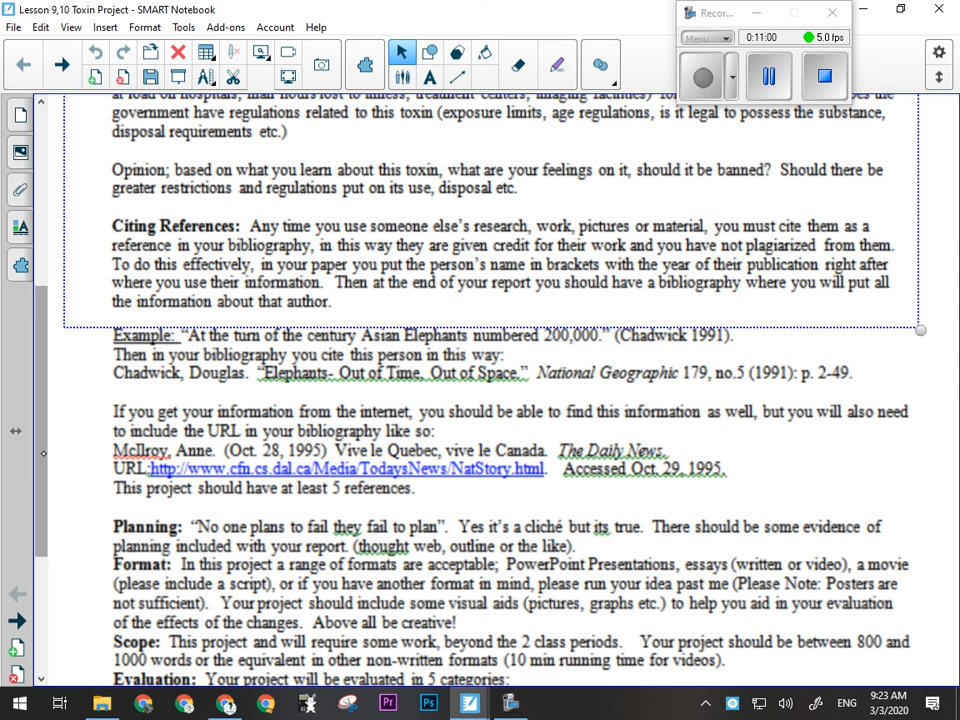 Lesson 9,10 Toxin Project - SMART Notebook
Recor...
File Edit View Insert Format Tools Add-ons Account Help
Menu 0:11:00 5.0 fps
government have regulations related to this toxin (exposure limits, age regulations, is it legal to possess the substance,
disposal requirements etc.)
Opinion; based on what you learn about this toxin, what are your feelings on it, should it be banned? Should there be
greater restrictions and regulations put on its use, disposal etc.
Citing References: Any time you use someone else's research, work, pictures or material, you must cite them as a
reference in your bibliography, in this way they are given credit for their work and you have not plagiarized from them.
To do this effectively, in your paper you put the person's name in brackets with the year of their publication right after
where you use their information. Then at the end of your report you should have a bibliography where you will put all
the information about that author.
Example: "At the turn of the century Asian Elephants numbered 200,000." (Chadwick 1991).
Then in your bibliography you cite this person in this way:
Chadwick, Douglas. "Elephants- Out of Time, Out of Space." National Geographic 179, no.5 (1991): p. 2-49.
If you get your information from the internet, you should be able to find this information as well, but you will also need
to include the URL in your bibliography like so:
McIlroy, Anne. (Oct. 28, 1995) Vive le Quebec, vive le Canada. The Daily News.
URL:http://www.cfn.cs.dal.ca/Media/TodaysNews/NatStory.html. Accessed Oct. 29, 1995.
This project should have at least 5 references.
Planning: "No one plans to fail they fail to plan". Yes it's a cliché but its true. There should be some evidence of
planning included with your report. (thought web, outline or the like).
Format: In this project a range of formats are acceptable; PowerPoint Presentations, essays (written or video), a movie
(please include a script), or if you have another format in mind, please run your idea past me (Please Note: Posters are
not sufficient). Your project should include some visual aids (pictures, graphs etc.) to help you aid in your evaluation
of the effects of the changes. Above all be creative!
Scope: This project and will require some work, beyond the 2 class periods. Your project should be between 800 and
1000 words or the equivalent in other non-written formats (10 min running time for videos).
Evaluation: Your project will be evaluated in 5 categories:
Pr Ps ENG
9:23 AM
3/3/2020